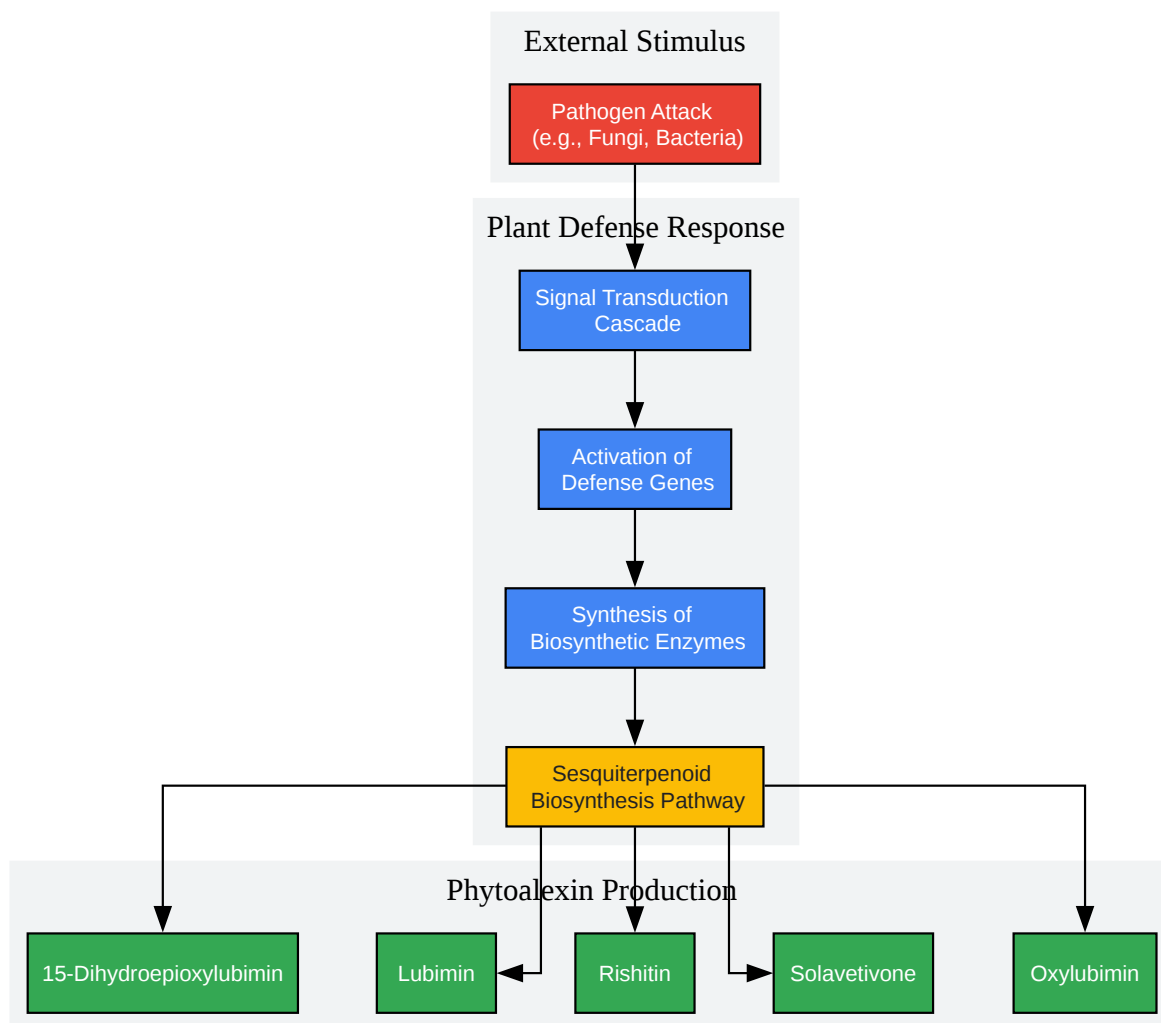 External Stimulus
Pathogen Attack
(e.g., Fungi, Bacteria)
Plant Defense Response
Signal Transduction
Cascade
Activation of
Defense Genes
Synthesis of
Biosynthetic Enzymes
Sesquiterpenoid
Biosynthesis Pathway
Phytoalexin Production
15-Dihydroepioxylubimin
Lubimin
Rishitin
Solavetivone
Oxylubimin